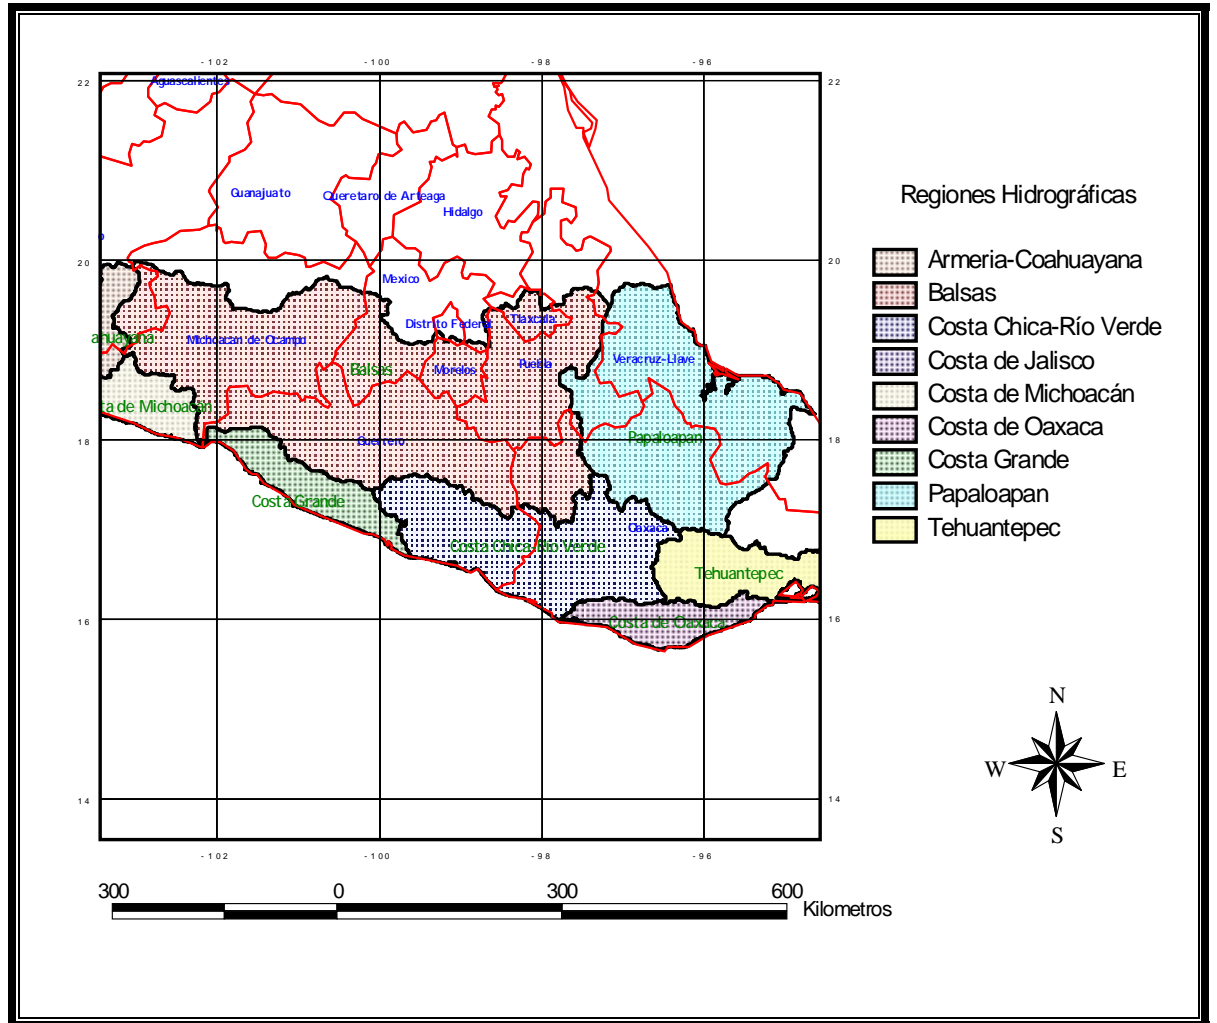 -102 -100 -98 -96
22 22
Aguascalientes
Guanajuato
Queretaro de Arteaga
Hidalgo
o
20 20
Mexico
Distrito Federal
Tlaxcala
Michoacan de Ocampo
ahuayana
Balsas
Morelos
Puebla
Veracruz-Llave
ta de Michoacán
18 18
Guerrero
Papaloapan
Costa Grande
Oaxaca
Costa Chica-Río Verde
Tehuantepec
16 16
Costa de Oaxaca
14 14
-102 -100 -98 -96
300 0 300 600
Kilometros
Regiones Hidrográficas
Armeria-Coahuayana
Balsas
Costa Chica-Río Verde
Costa de Jalisco
Costa de Michoacán
Costa de Oaxaca
Costa Grande
Papaloapan
Tehuantepec
N
W E
S